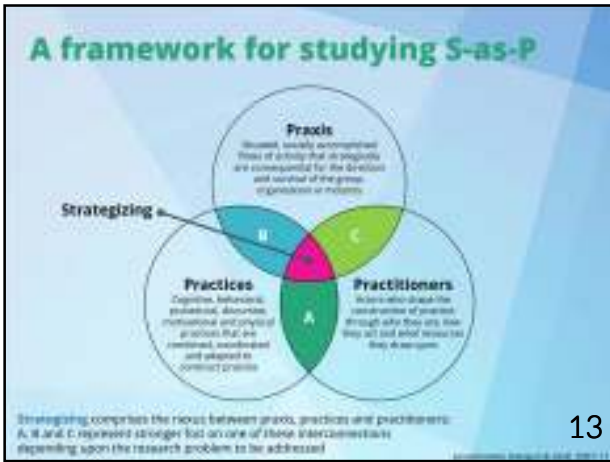 A framework for studying S-as-P
Praxis
Situated, socially accomplished
flows of activity that strategically
are consequential for the direction
and survival of the group,
organisation or industry
Strategizing
B
C
Practices
Cognitive, behavioral,
procedural, discursive,
motivational and physical
practices that are
combined, coordinated
and adapted to
construct practice
Practitioners
Actors who shape the
construction of practice
through who they are, how
they act and what resources
they draw upon
A
Strategizing comprises the nexus between praxis, practices and practitioners;
A, B and C represent stronger foci on one of these interconnections
depending upon the research problem to be addressed
13